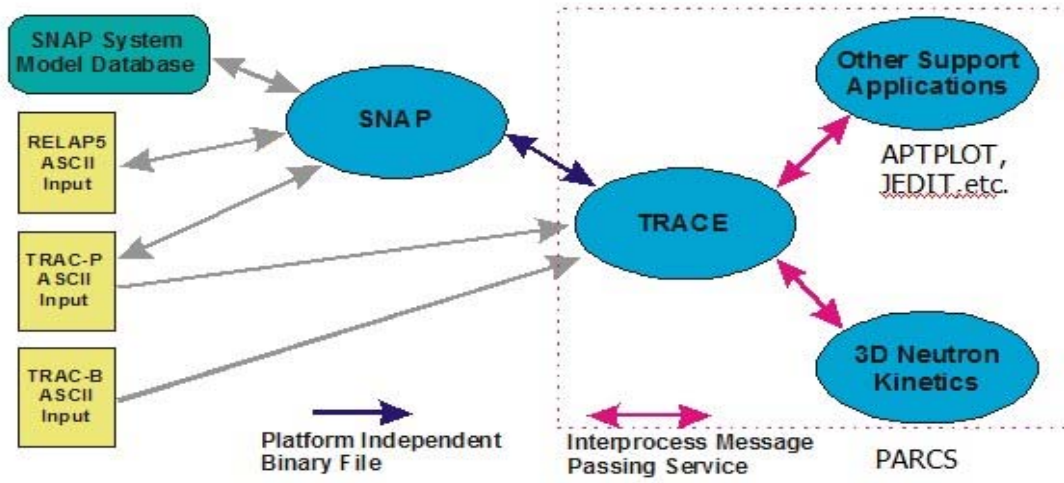 SNAP System
Model Database
SNAP
Other Support
Applications
RELAP5
ASCII
Input
APTPLOT,
JEDIT.etc.
TRACE
TRAC-P
ASCII
Input
TRAC-B
ASCII
Input
3D Neutron
Kinetics
Platform Independent
Binary File
Interprocess Message
Passing Service
PARCS